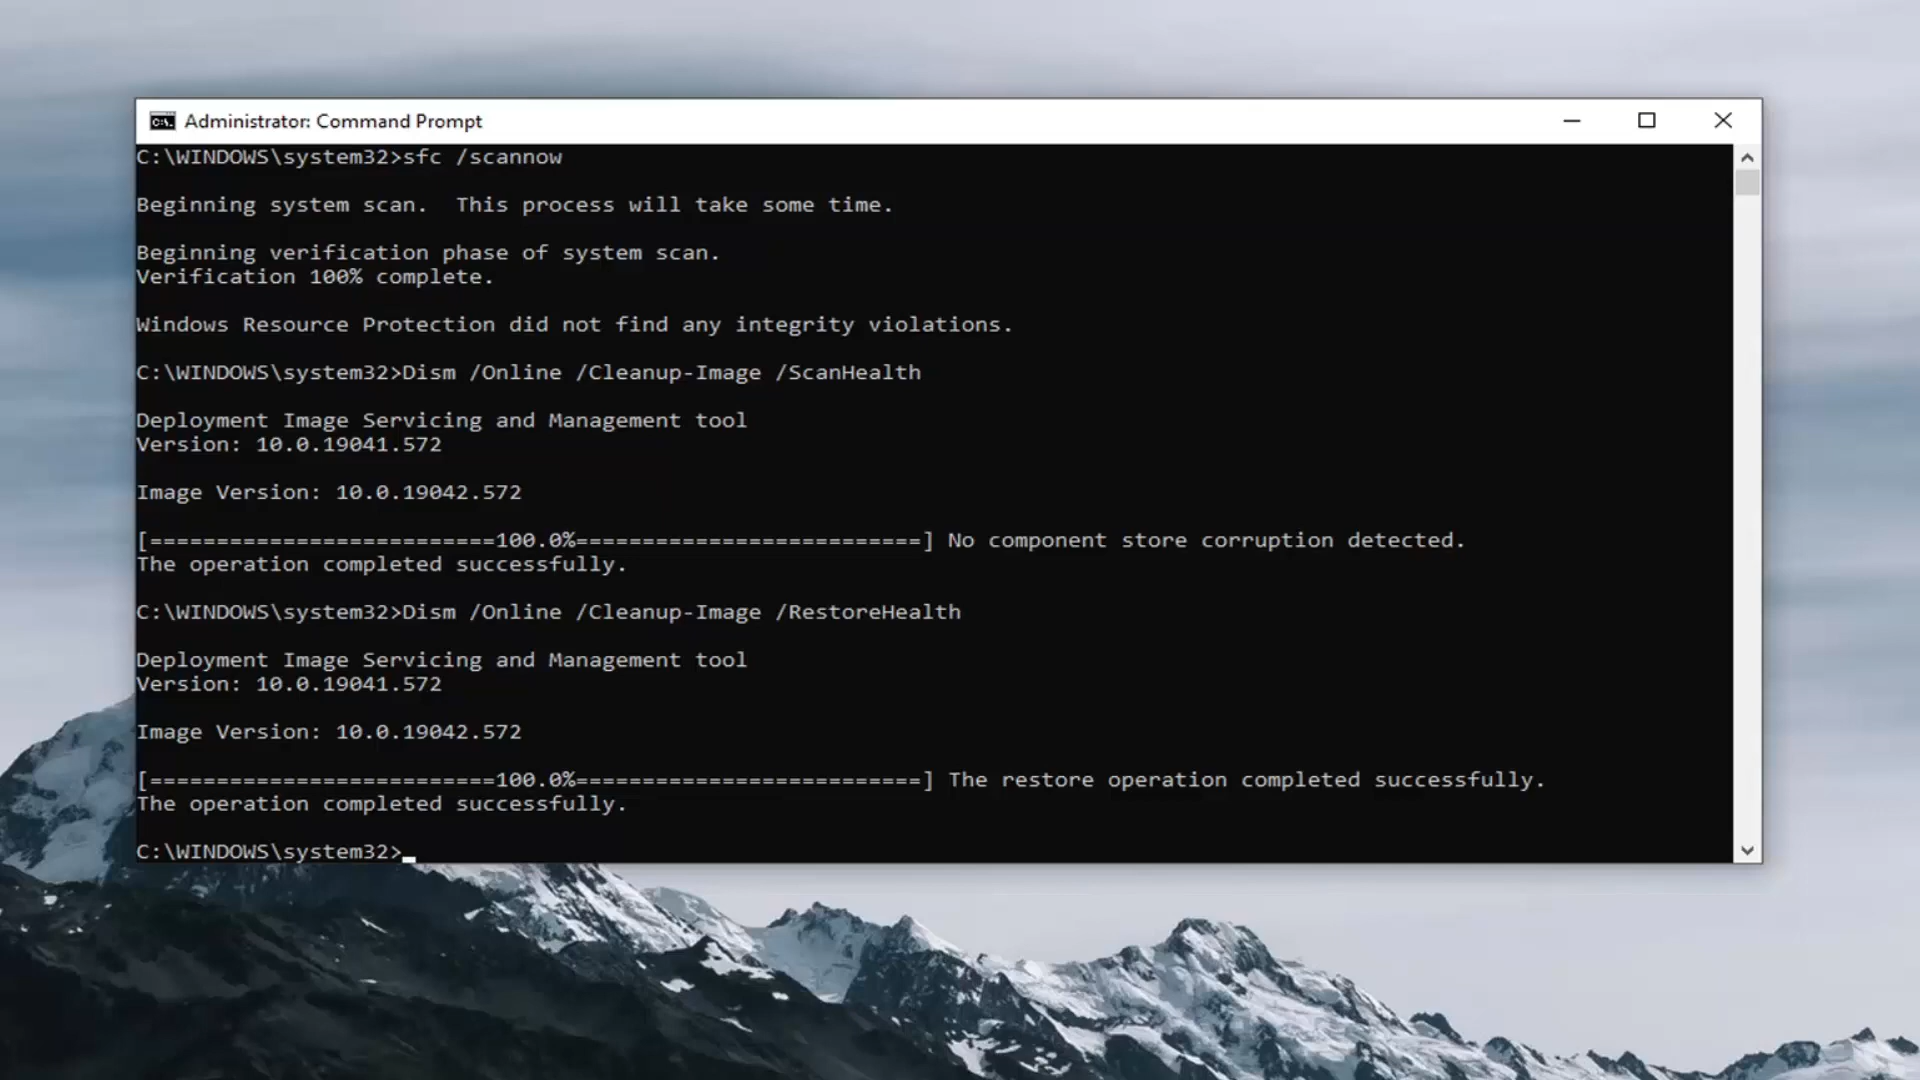 Administrator: Command Prompt
C:\WINDOWS\system32>sfc /scannow
Beginning system scan.  This process will take some time.
Beginning verification phase of system scan.
Verification 100% complete.
Windows Resource Protection did not find any integrity violations.
C:\WINDOWS\system32>Dism /Online /Cleanup-Image /ScanHealth
Deployment Image Servicing and Management tool
Version: 10.0.19041.572
Image Version: 10.0.19042.572
[==========================100.0%==========================] No component store corruption detected.
The operation completed successfully.
C:\WINDOWS\system32>Dism /Online /Cleanup-Image /RestoreHealth
Deployment Image Servicing and Management tool
Version: 10.0.19041.572
Image Version: 10.0.19042.572
[==========================100.0%==========================] The restore operation completed successfully.
The operation completed successfully.
C:\WINDOWS\system32>